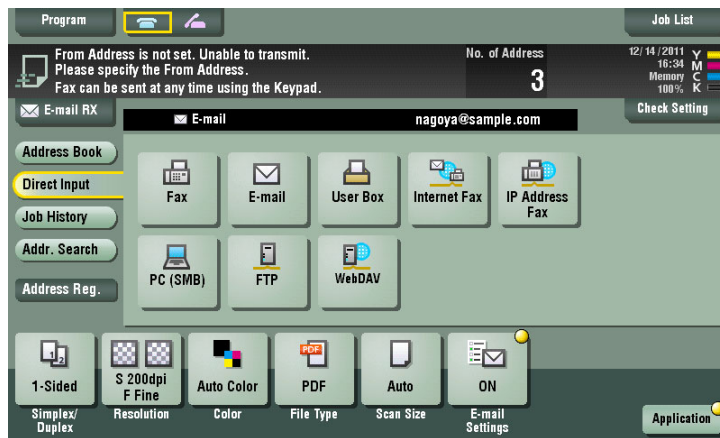 Program
Job List
From Address is not set. Unable to transmit.
Please specify the From Address.
Fax can be sent at any time using the Keypad.
No. of Address
3
12/14/2011
16:34
Memory
100%
Y
M
C
K
E-mail RX
E-mail
nagoya@sample.com
Check Setting
Address Book
Direct Input
Job History
Addr. Search
Address Reg.
Fax
E-mail
User Box
Internet Fax
IP Address
Fax
PC (SMB)
FTP
WebDAV
1 2
1-Sided
Simplex/
Duplex
S 200dpi
F Fine
Resolution
Auto Color
Color
PDF
PDF
File Type
Auto
Scan Size
ON
E-mail
Settings
Application